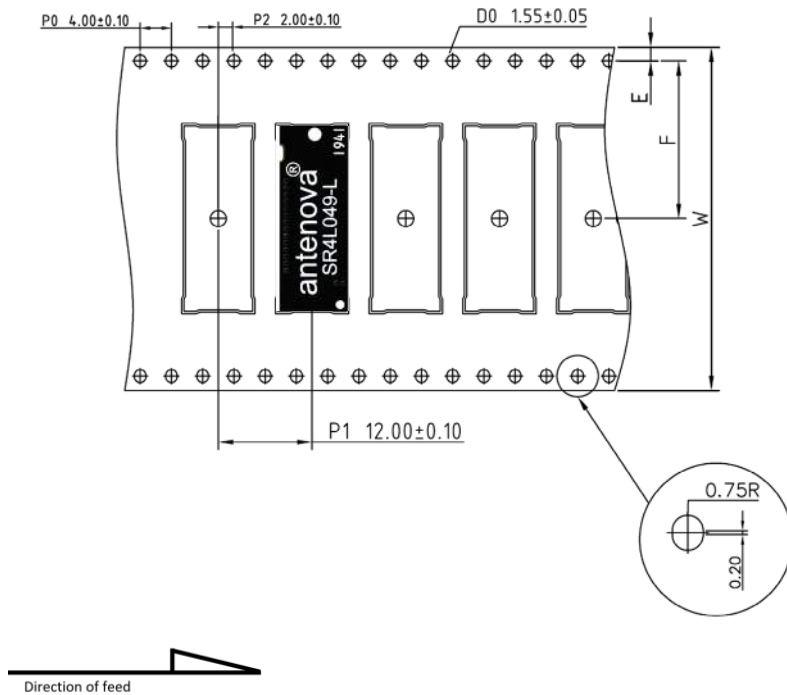 P0 4.00±0.10
P2 2.00±0.10
D0 1.55±0.05
E
F
W
1941
antenova®
SR4L049-L
P1 12.00±0.10
0.75R
0.20
Direction of feed